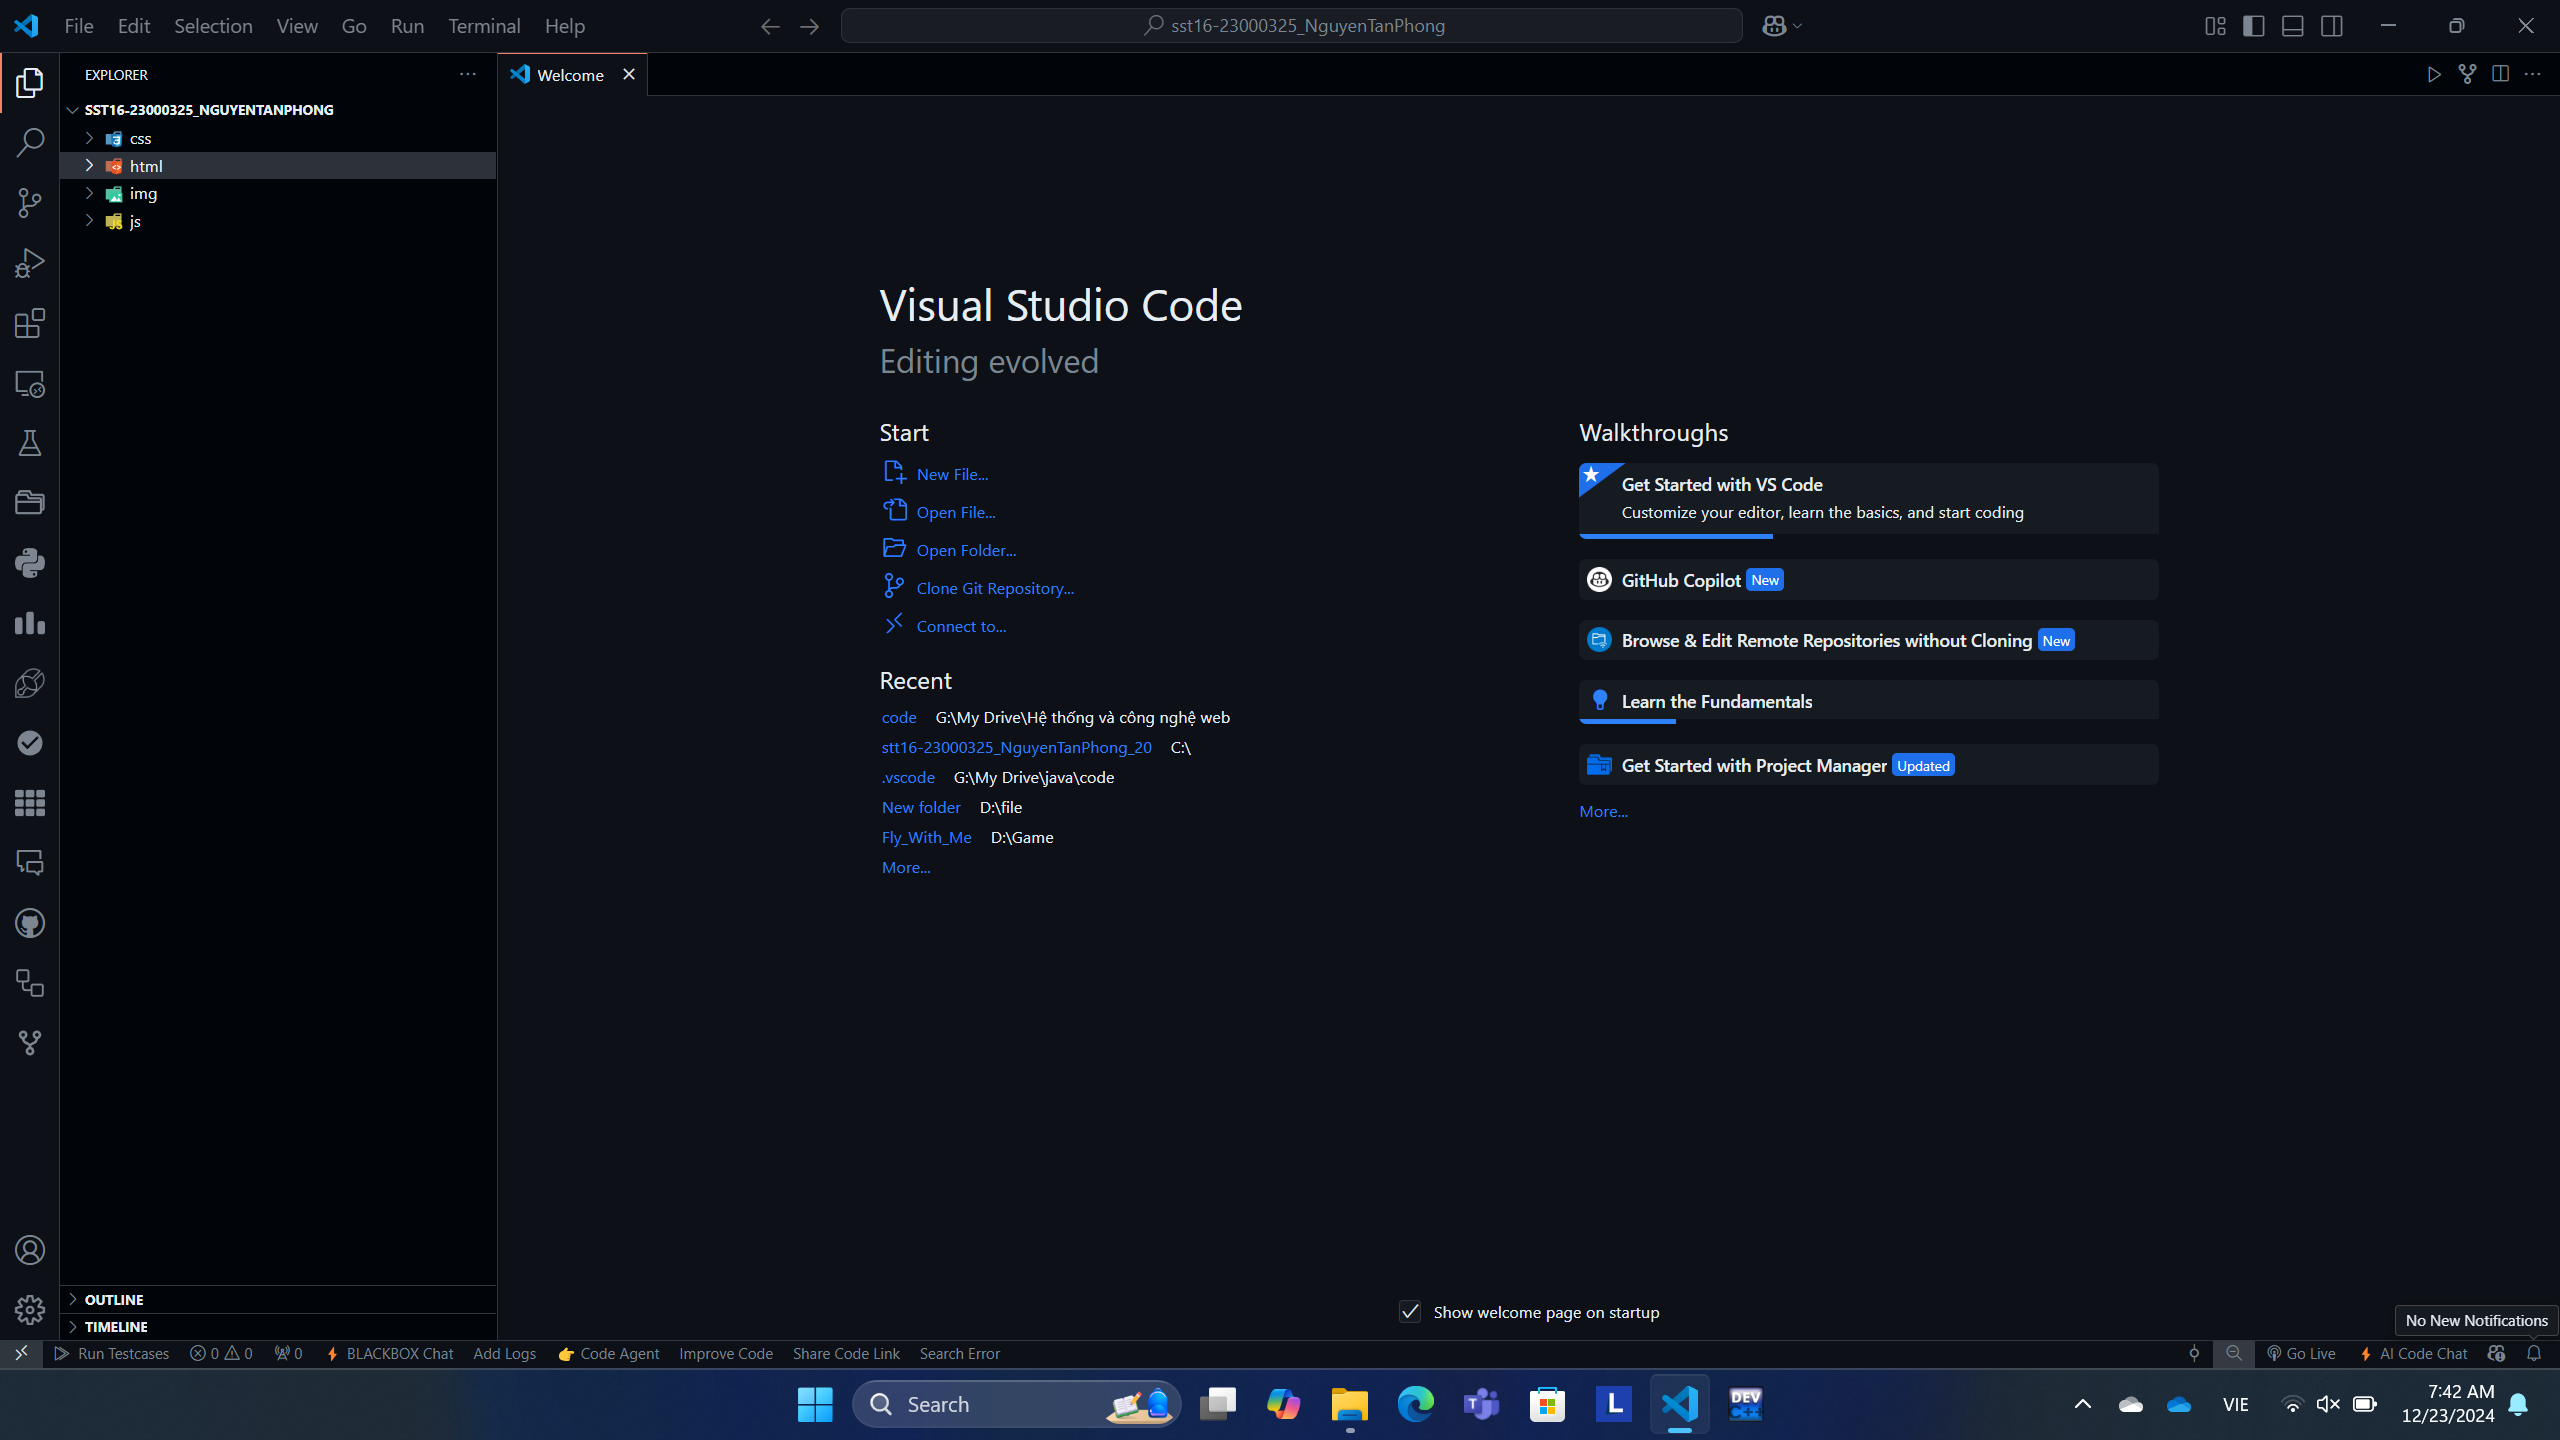 File Edit Selection View Go Run Terminal Help
sst16-23000325_NguyenTanPhong
EXPLORER
SST16-23000325_NGUYENTANPHONG
css
html
img
js
OUTLINE
TIMELINE
Welcome
Visual Studio Code
Editing evolved
Start
New File...
Open File...
Open Folder...
Clone Git Repository...
Connect to...
Recent
code G:\My Drive\Hệ thống và công nghệ web
stt16-23000325_NguyenTanPhong_20 C:\
.vscode G:\My Drive\java\code
New folder D:\file
Fly_With_Me D:\Game
More...
Walkthroughs
Get Started with VS Code
Customize your editor, learn the basics, and start coding
GitHub Copilot New
Browse & Edit Remote Repositories without Cloning New
Learn the Fundamentals
Get Started with Project Manager Updated
More...
Show welcome page on startup
No New Notifications
Run Testcases 0 0 0 BLACKBOX Chat Add Logs Code Agent Improve Code Share Code Link Search Error Go Live AI Code Chat
Search
L
DEV
C++
VIE
7:42 AM
12/23/2024